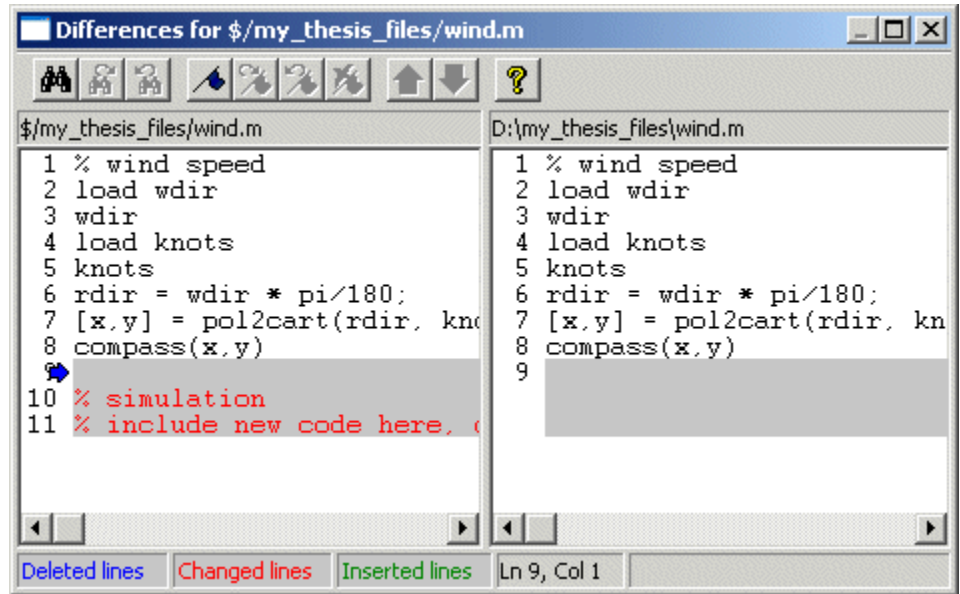 Differences for $/my_thesis_files/wind.m
$/my_thesis_files/wind.m
1 % wind speed
2 load wdir
3 wdir
4 load knots
5 knots
6 rdir = wdir * pi/180;
7 [x,y] = pol2cart(rdir, kn
8 compass(x,y)
9
10 % simulation
11 % include new code here,
D:\my_thesis_files\wind.m
1 % wind speed
2 load wdir
3 wdir
4 load knots
5 knots
6 rdir = wdir * pi/180;
7 [x,y] = pol2cart(rdir, kn
8 compass(x,y)
9
Deleted lines Changed lines Inserted lines Ln 9, Col 1